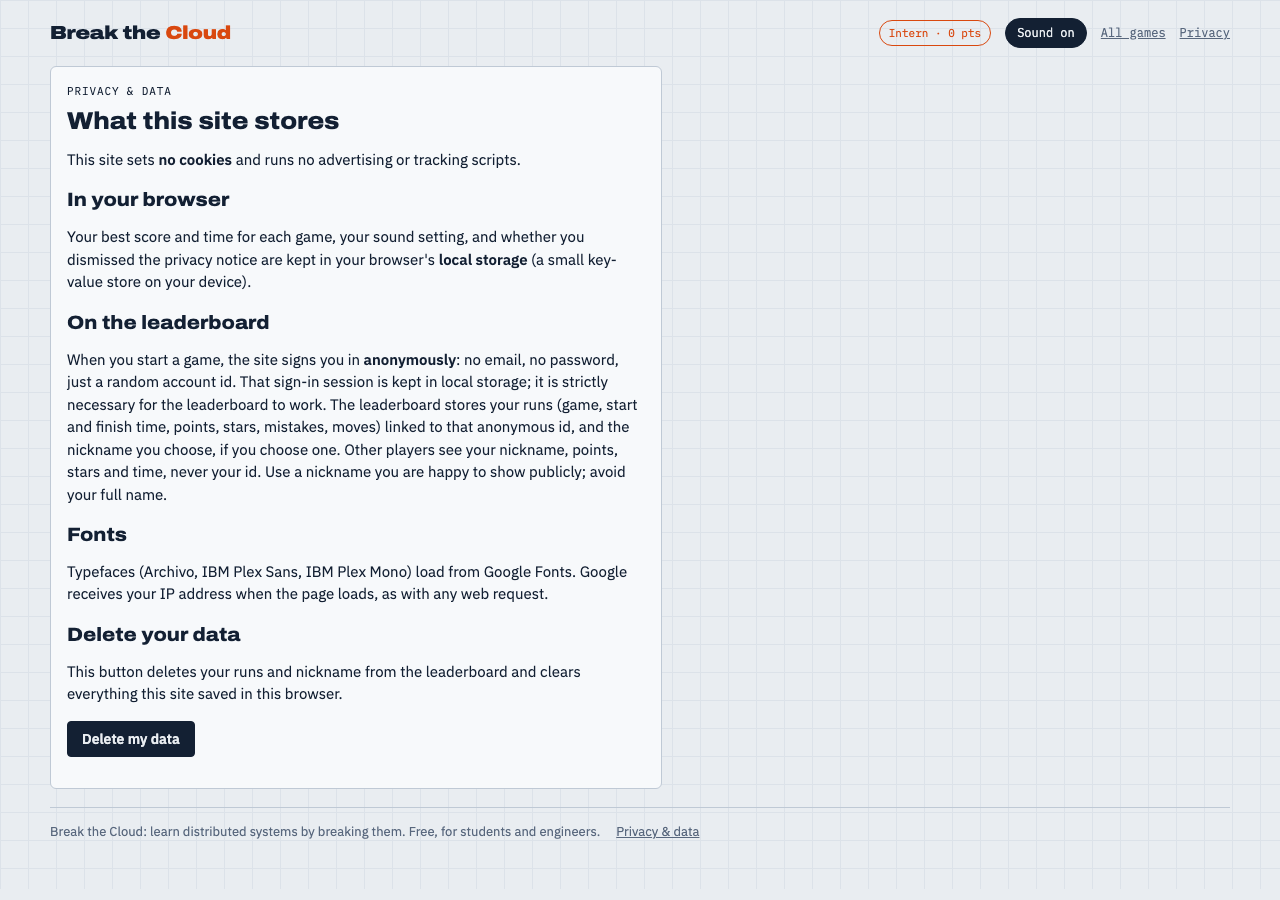 Break the Cloud
Intern · 0 pts
Sound on
All games
Privacy
PRIVACY & DATA
What this site stores
This site sets no cookies and runs no advertising or tracking scripts.
In your browser
Your best score and time for each game, your sound setting, and whether you
dismissed the privacy notice are kept in your browser's local storage (a small key-
value store on your device).
On the leaderboard
When you start a game, the site signs you in anonymously: no email, no password,
just a random account id. That sign-in session is kept in local storage; it is strictly
necessary for the leaderboard to work. The leaderboard stores your runs (game, start
and finish time, points, stars, mistakes, moves) linked to that anonymous id, and the
nickname you choose, if you choose one. Other players see your nickname, points,
stars and time, never your id. Use a nickname you are happy to show publicly; avoid
your full name.
Fonts
Typefaces (Archivo, IBM Plex Sans, IBM Plex Mono) load from Google Fonts. Google
receives your IP address when the page loads, as with any web request.
Delete your data
This button deletes your runs and nickname from the leaderboard and clears
everything this site saved in this browser.
Delete my data
Break the Cloud: learn distributed systems by breaking them. Free, for students and engineers.
Privacy & data